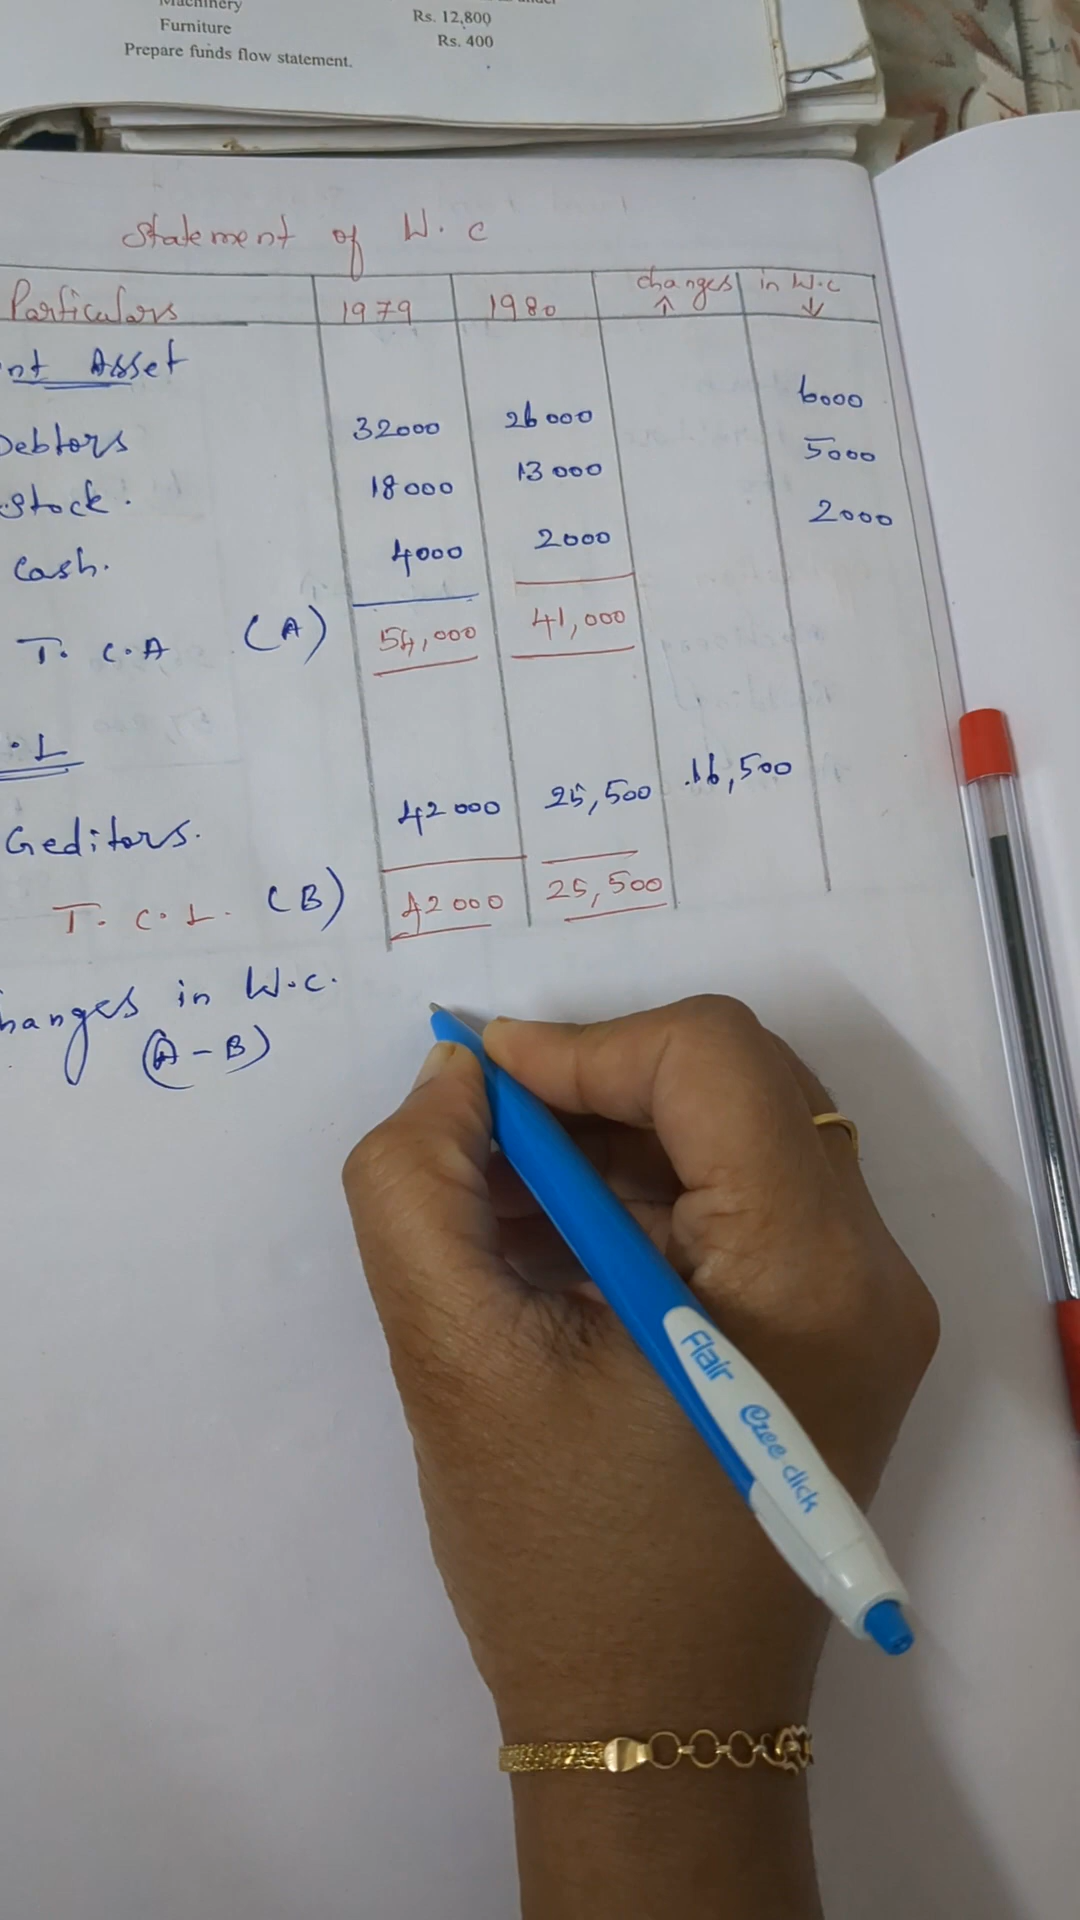 Machinery Rs. 12,800
Furniture Rs. 400
Prepare funds flow statement.
Statement of W.C
Particulars 1979 1980 changes in W.C
↑ ↓
nt Asset
Debtors 32000 26000 6000
Stock. 18000 13000 5000
Cash. 4000 2000 2000
T. C.A (A) 54,000 41,000
.L
Creditors. 42000 25,500 16,500
T. C.L. (B) 42000 25,500
hanges in W.C.
(A-B)
Flair Ezee-click